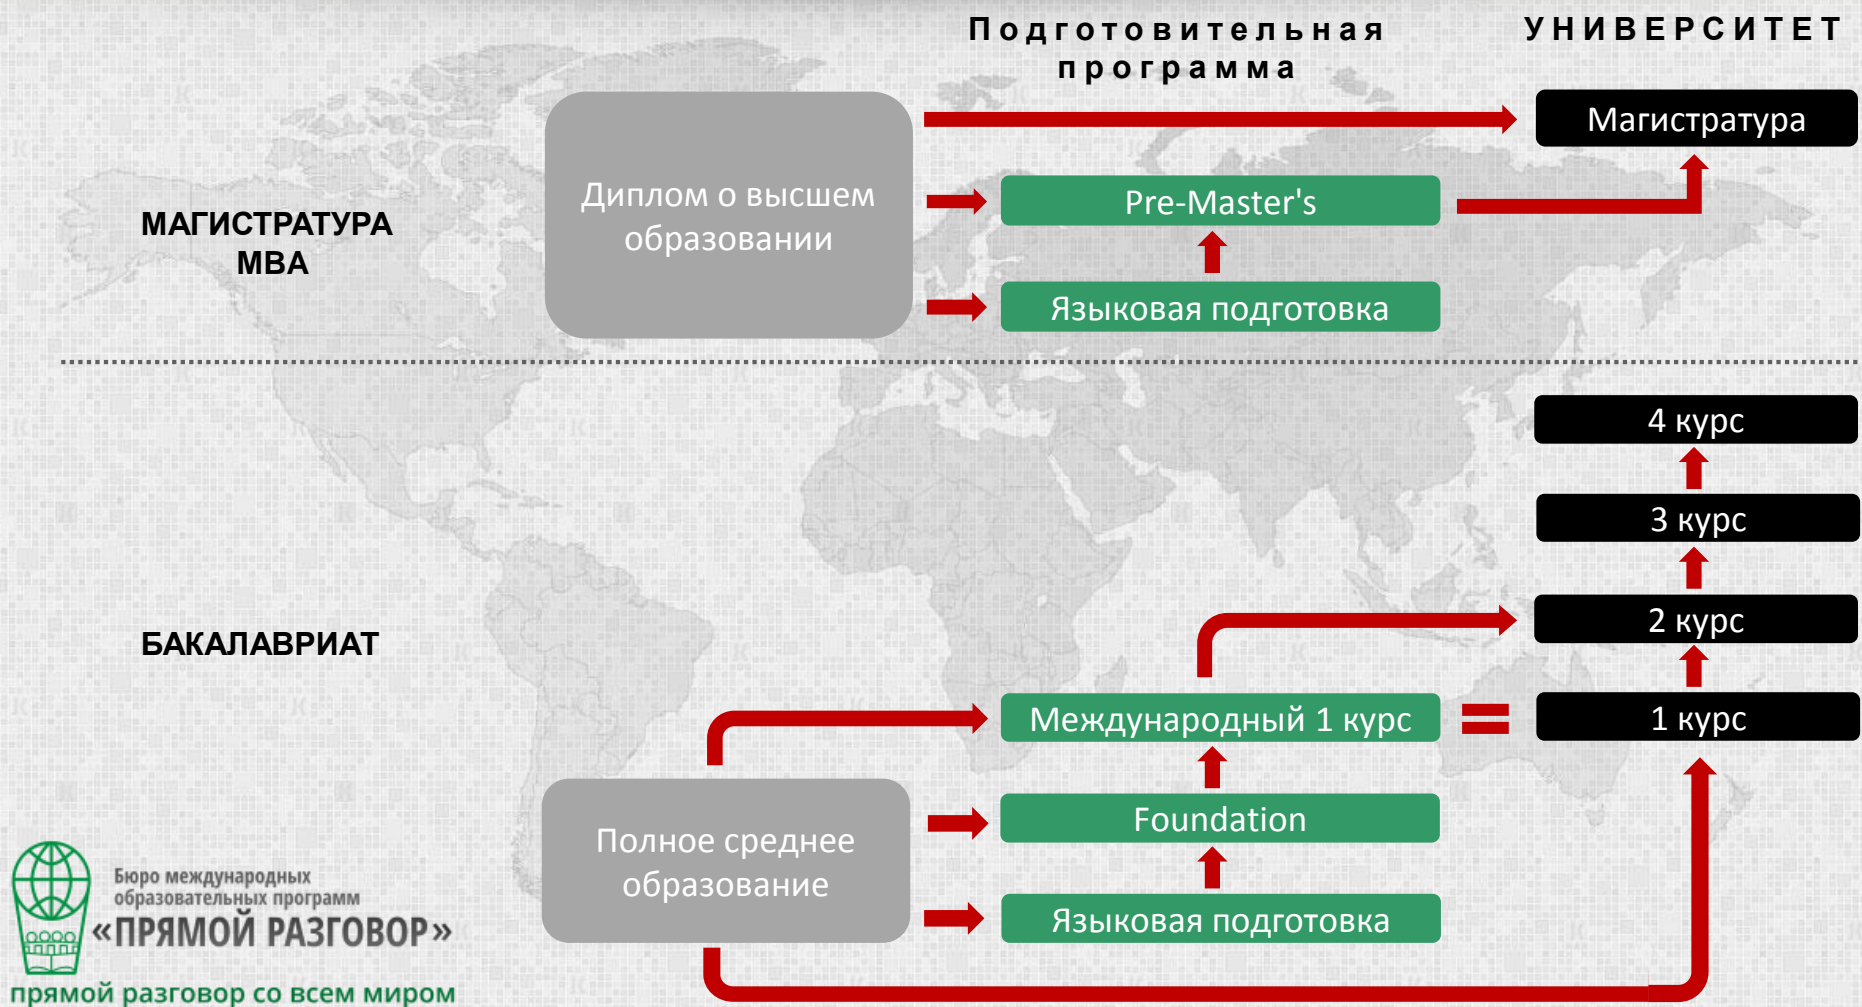 Подготовительная
программа
УНИВЕРСИТЕТ
МАГИСТРАТУРА
МВА
Диплом о высшем
образовании
Pre-Master's
Языковая подготовка
Магистратура
4 курс
3 курс
2 курс
1 курс
БАКАЛАВРИАТ
Международный 1 курс
=
Foundation
Языковая подготовка
Полное среднее
образование
Бюро международных
образовательных программ
«ПРЯМОЙ РАЗГОВОР»
прямой разговор со всем миром